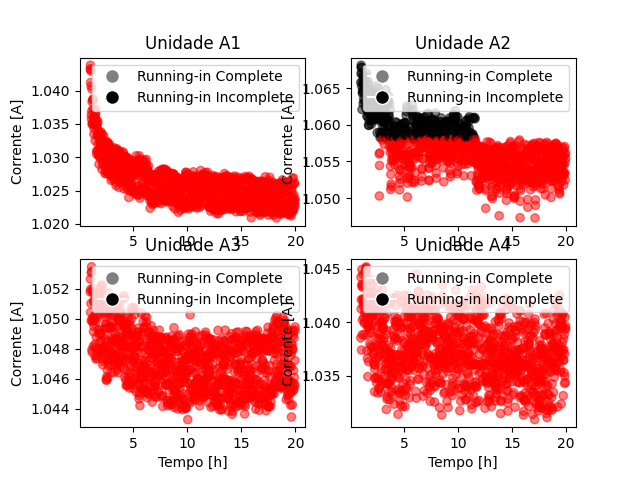 Unidade A1
Corrente [A]
1.040
1.035
1.030
1.025
1.020
5
10
15
20
Running-in Complete
Running-in Incomplete
Unidade A2
Corrente [A]
1.065
1.060
1.055
1.050
5
10
15
20
Running-in Complete
Running-in Incomplete
Unidade A3
Corrente [A]
1.052
1.050
1.048
1.046
1.044
5
10
15
20
Tempo [h]
Running-in Complete
Running-in Incomplete
Unidade A4
Corrente [A]
1.045
1.040
1.035
5
10
15
20
Tempo [h]
Running-in Complete
Running-in Incomplete